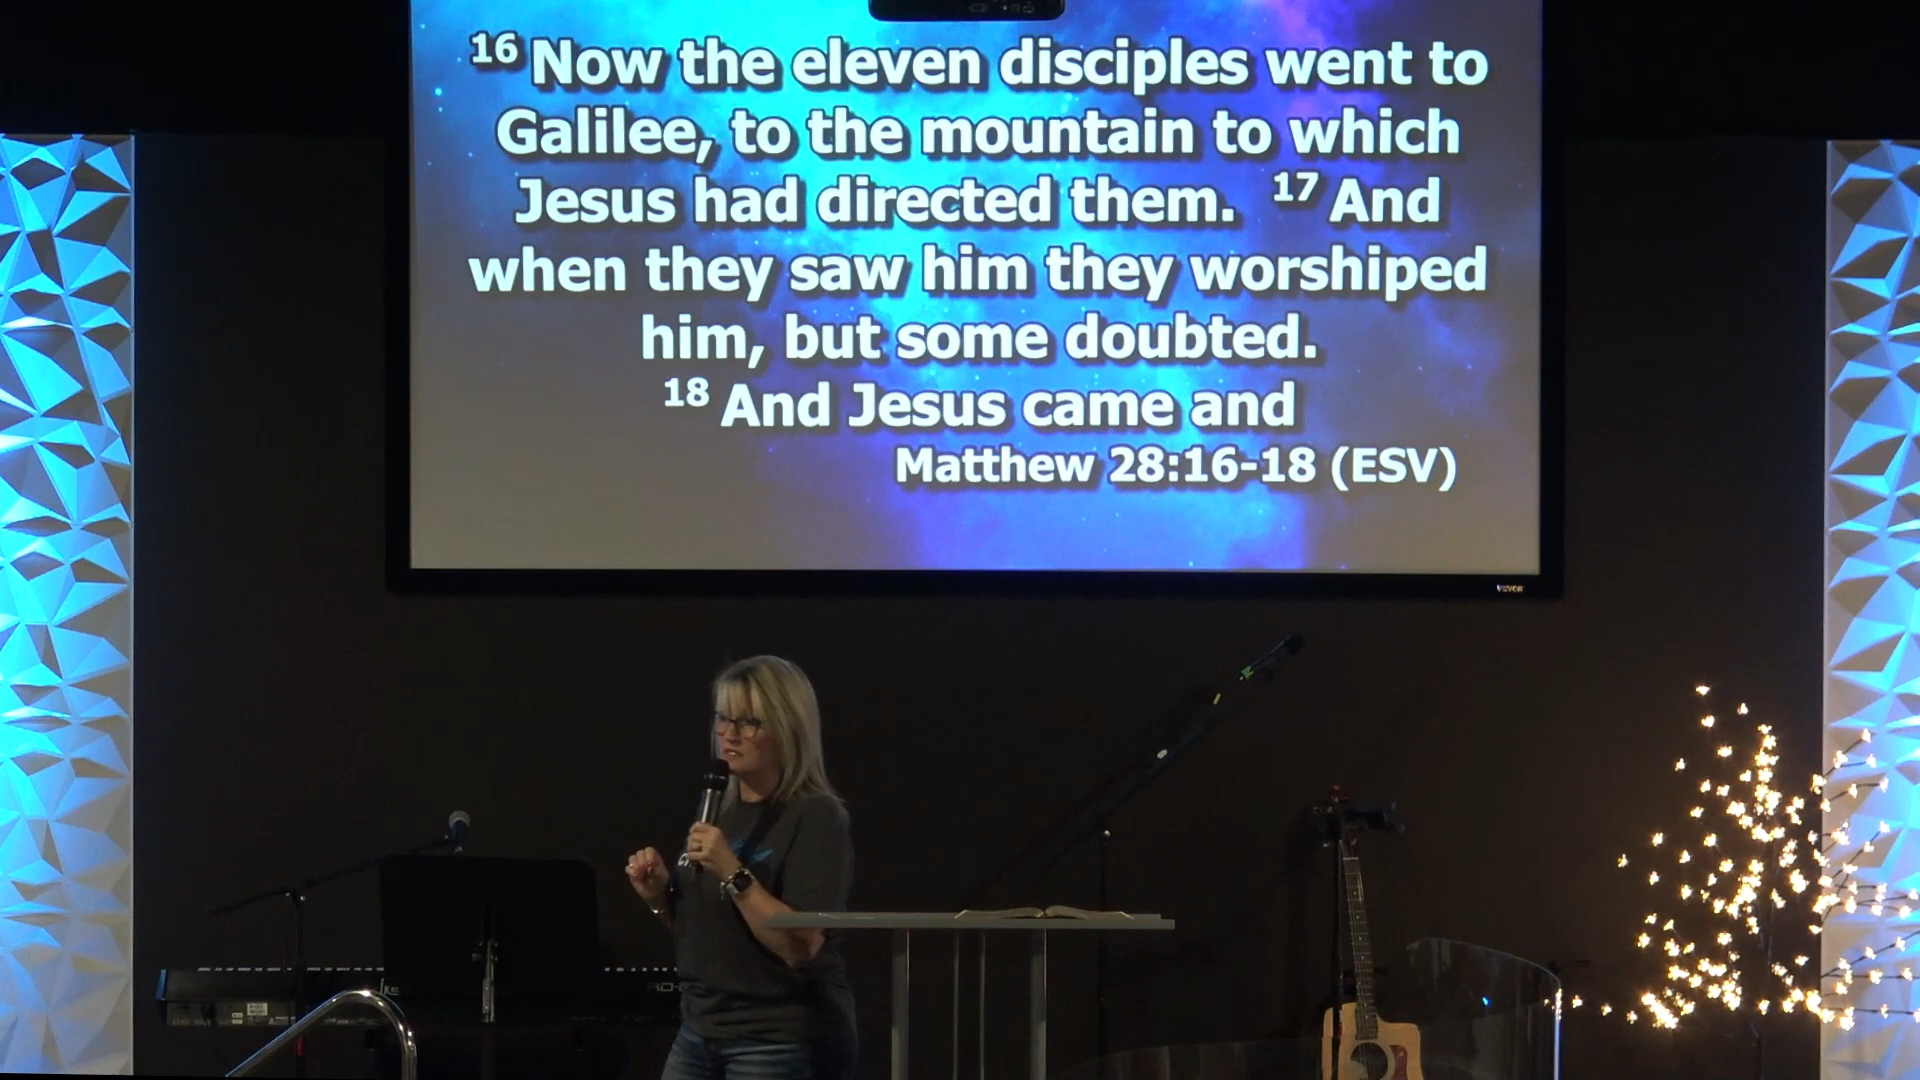 16 Now the eleven disciples went to
Galilee, to the mountain to which
Jesus had directed them. 17 And
when they saw him they worshiped
him, but some doubted.
18 And Jesus came and
Matthew 28:16-18 (ESV)